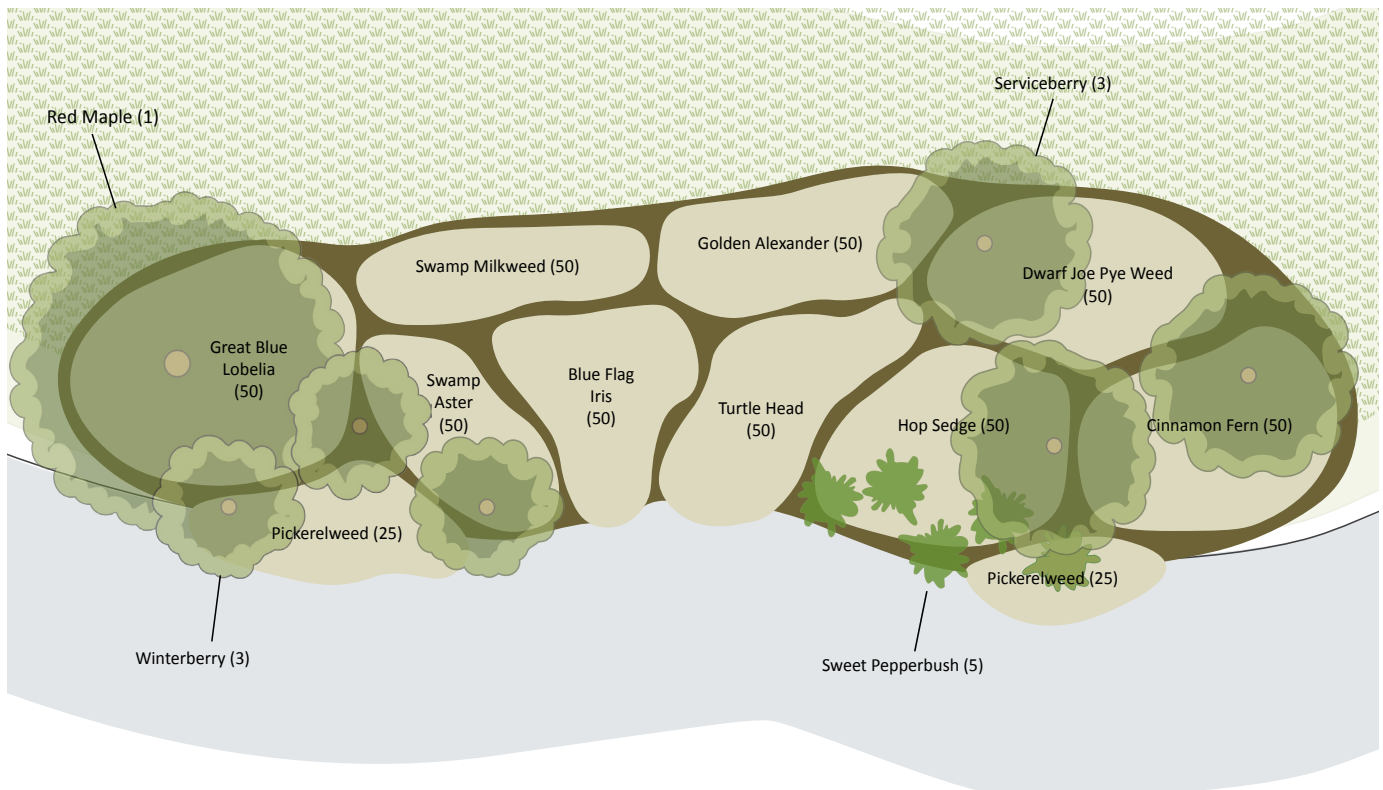 Serviceberry (3)
Red Maple (1)
Golden Alexander (50)
Swamp Milkweed (50)
Dwarf Joe Pye Weed
(50)
Great Blue
Lobelia
(50)
Swamp
Aster
(50)
Blue Flag
Iris
(50)
Turtle Head
(50)
Hop Sedge (50)
Cinnamon Fern (50)
Pickerelweed (25)
Pickerelweed (25)
Winterberry (3)
Sweet Pepperbush (5)